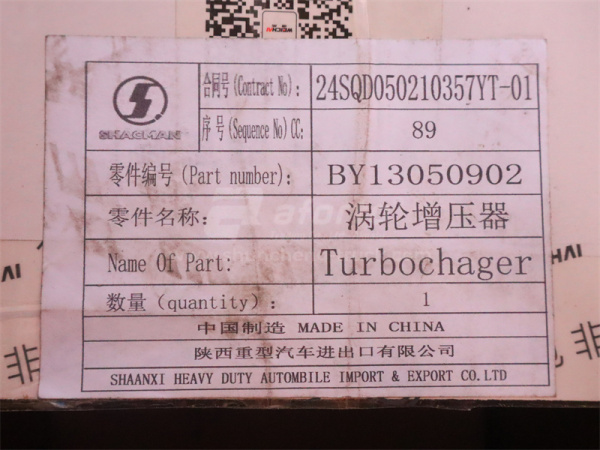 SHACMAN
合同号(Contract No): 24SQD050210357YT-01
序号(Sequence No)CC: 89
零件编号(Part number): BY13050902
零件名称: 涡轮增压器
Name Of Part: Turbochager
数量(quantity): 1
中国制造 MADE IN CHINA
陕西重型汽车进出口有限公司
SHAANXI HEAVY DUTY AUTOMBILE IMPORT & EXPORT CO.LTD
非
非